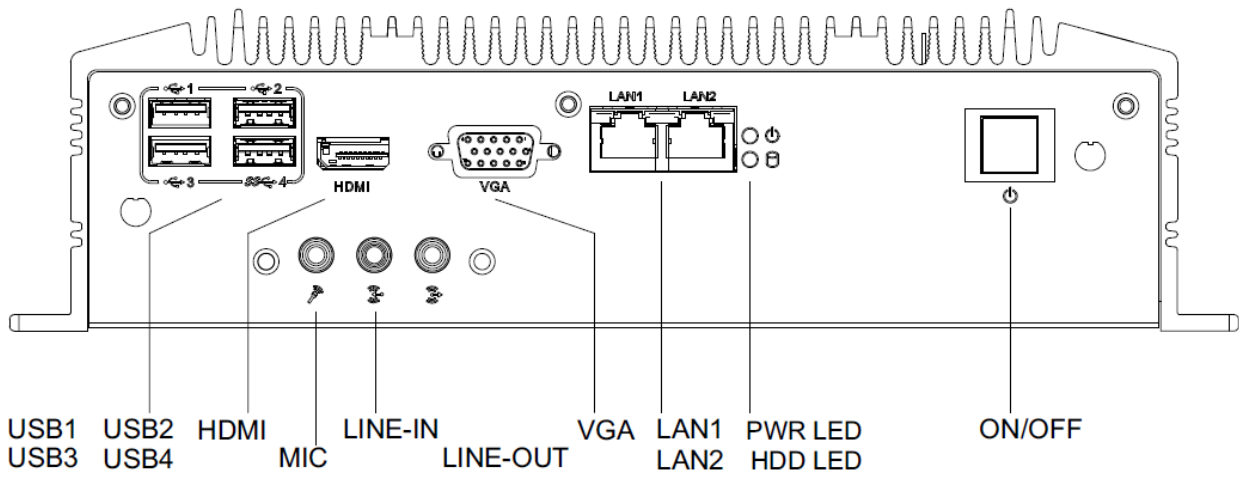 1 2
LAN1 LAN2
3 SS 4
HDMI
VGA
USB1 USB2 HDMI LINE-IN VGA LAN1 PWR LED ON/OFF
USB3 USB4 MIC LINE-OUT LAN2 HDD LED